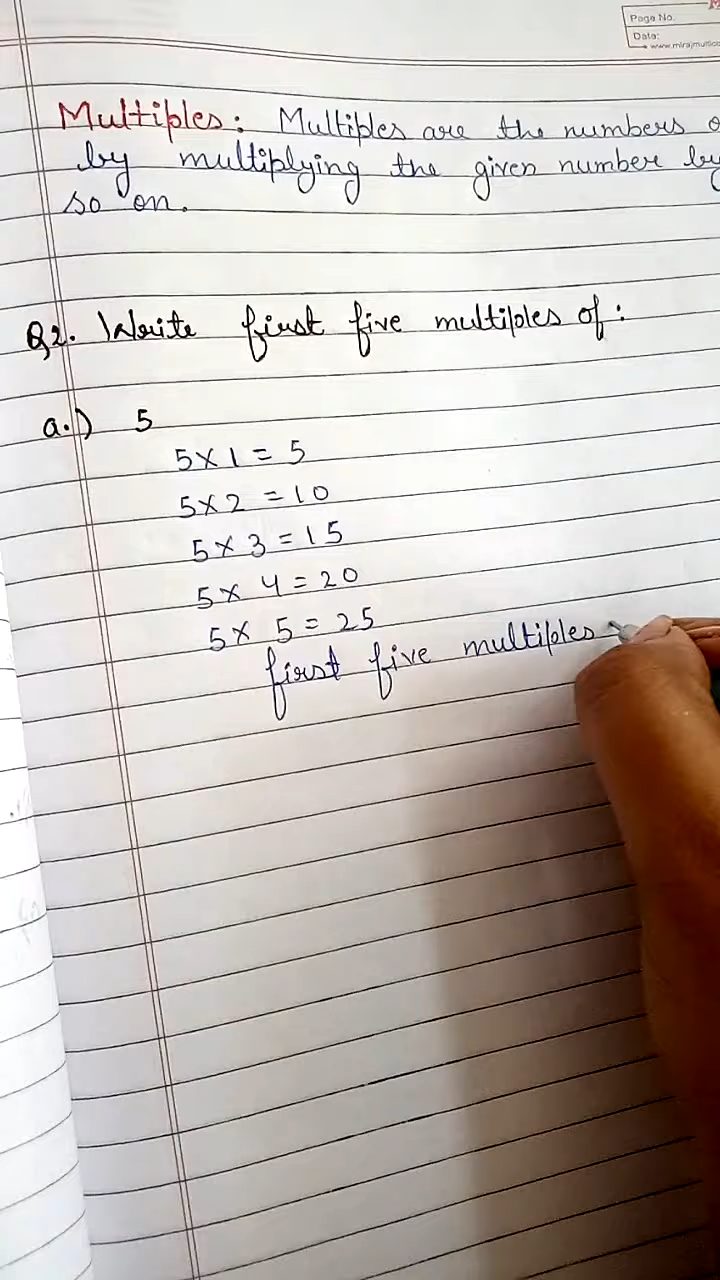 Page No.
Date:
Multiples: Multiples are the numbers
by multiplying the given number by
so on.
Q2. Write first five multiples of:
a.) 5
5 × 1 = 5
5 × 2 = 10
5 × 3 = 15
5 × 4 = 20
5 × 5 = 25
first five multiples